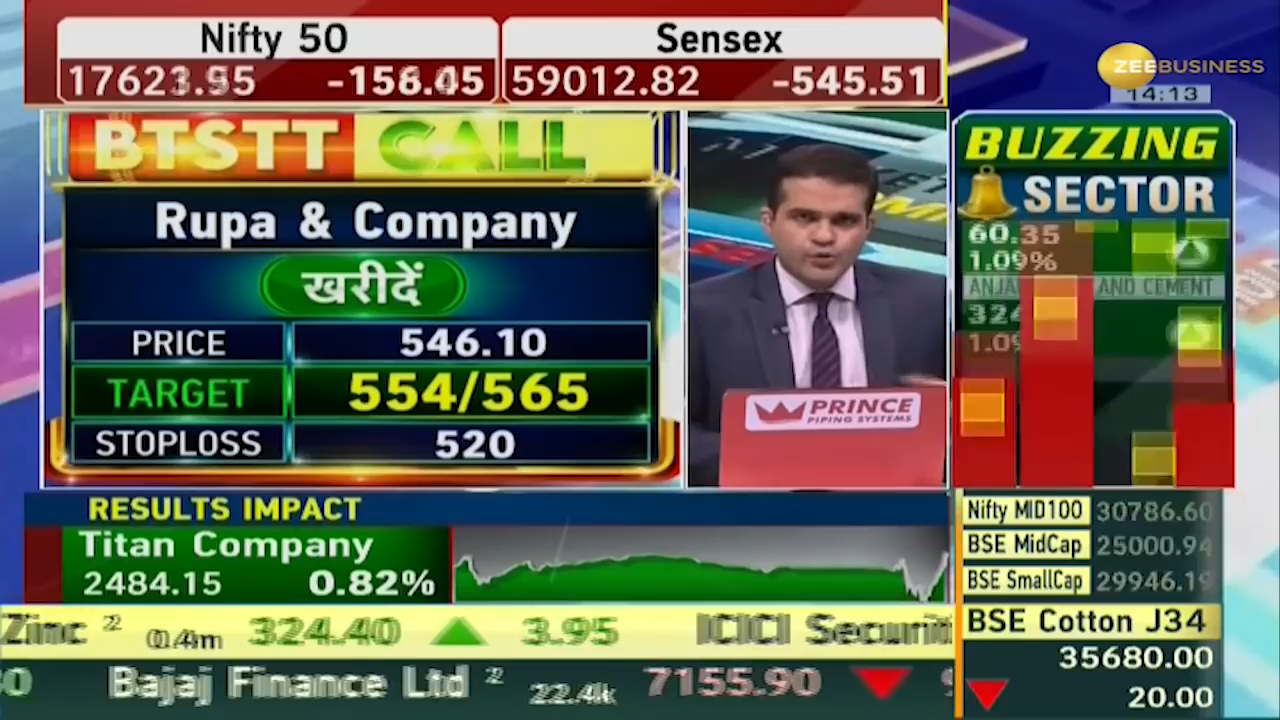 Nifty 50
17623.95 -158.45
Sensex
59012.82 -545.51
ZEEBUSINESS
14:13
BTSTT CALL
Rupa & Company
खरीदें
PRICE 546.10
TARGET 554/565
STOPLOSS 520
PRINCE
PIPING SYSTEMS
BUZZING
SECTOR
60.35
1.09%
AND CEMENT
RESULTS IMPACT
Titan Company
2484.15 0.82%
Nifty MID100 30786.60
BSE MidCap 25000.94
BSE SmallCap 29946.19
BSE Cotton J34
35680.00
20.00
Zinc 2 0.4m 324.40 3.95 ICICI
Bajaj Finance Ltd 2 22.4k 7155.90